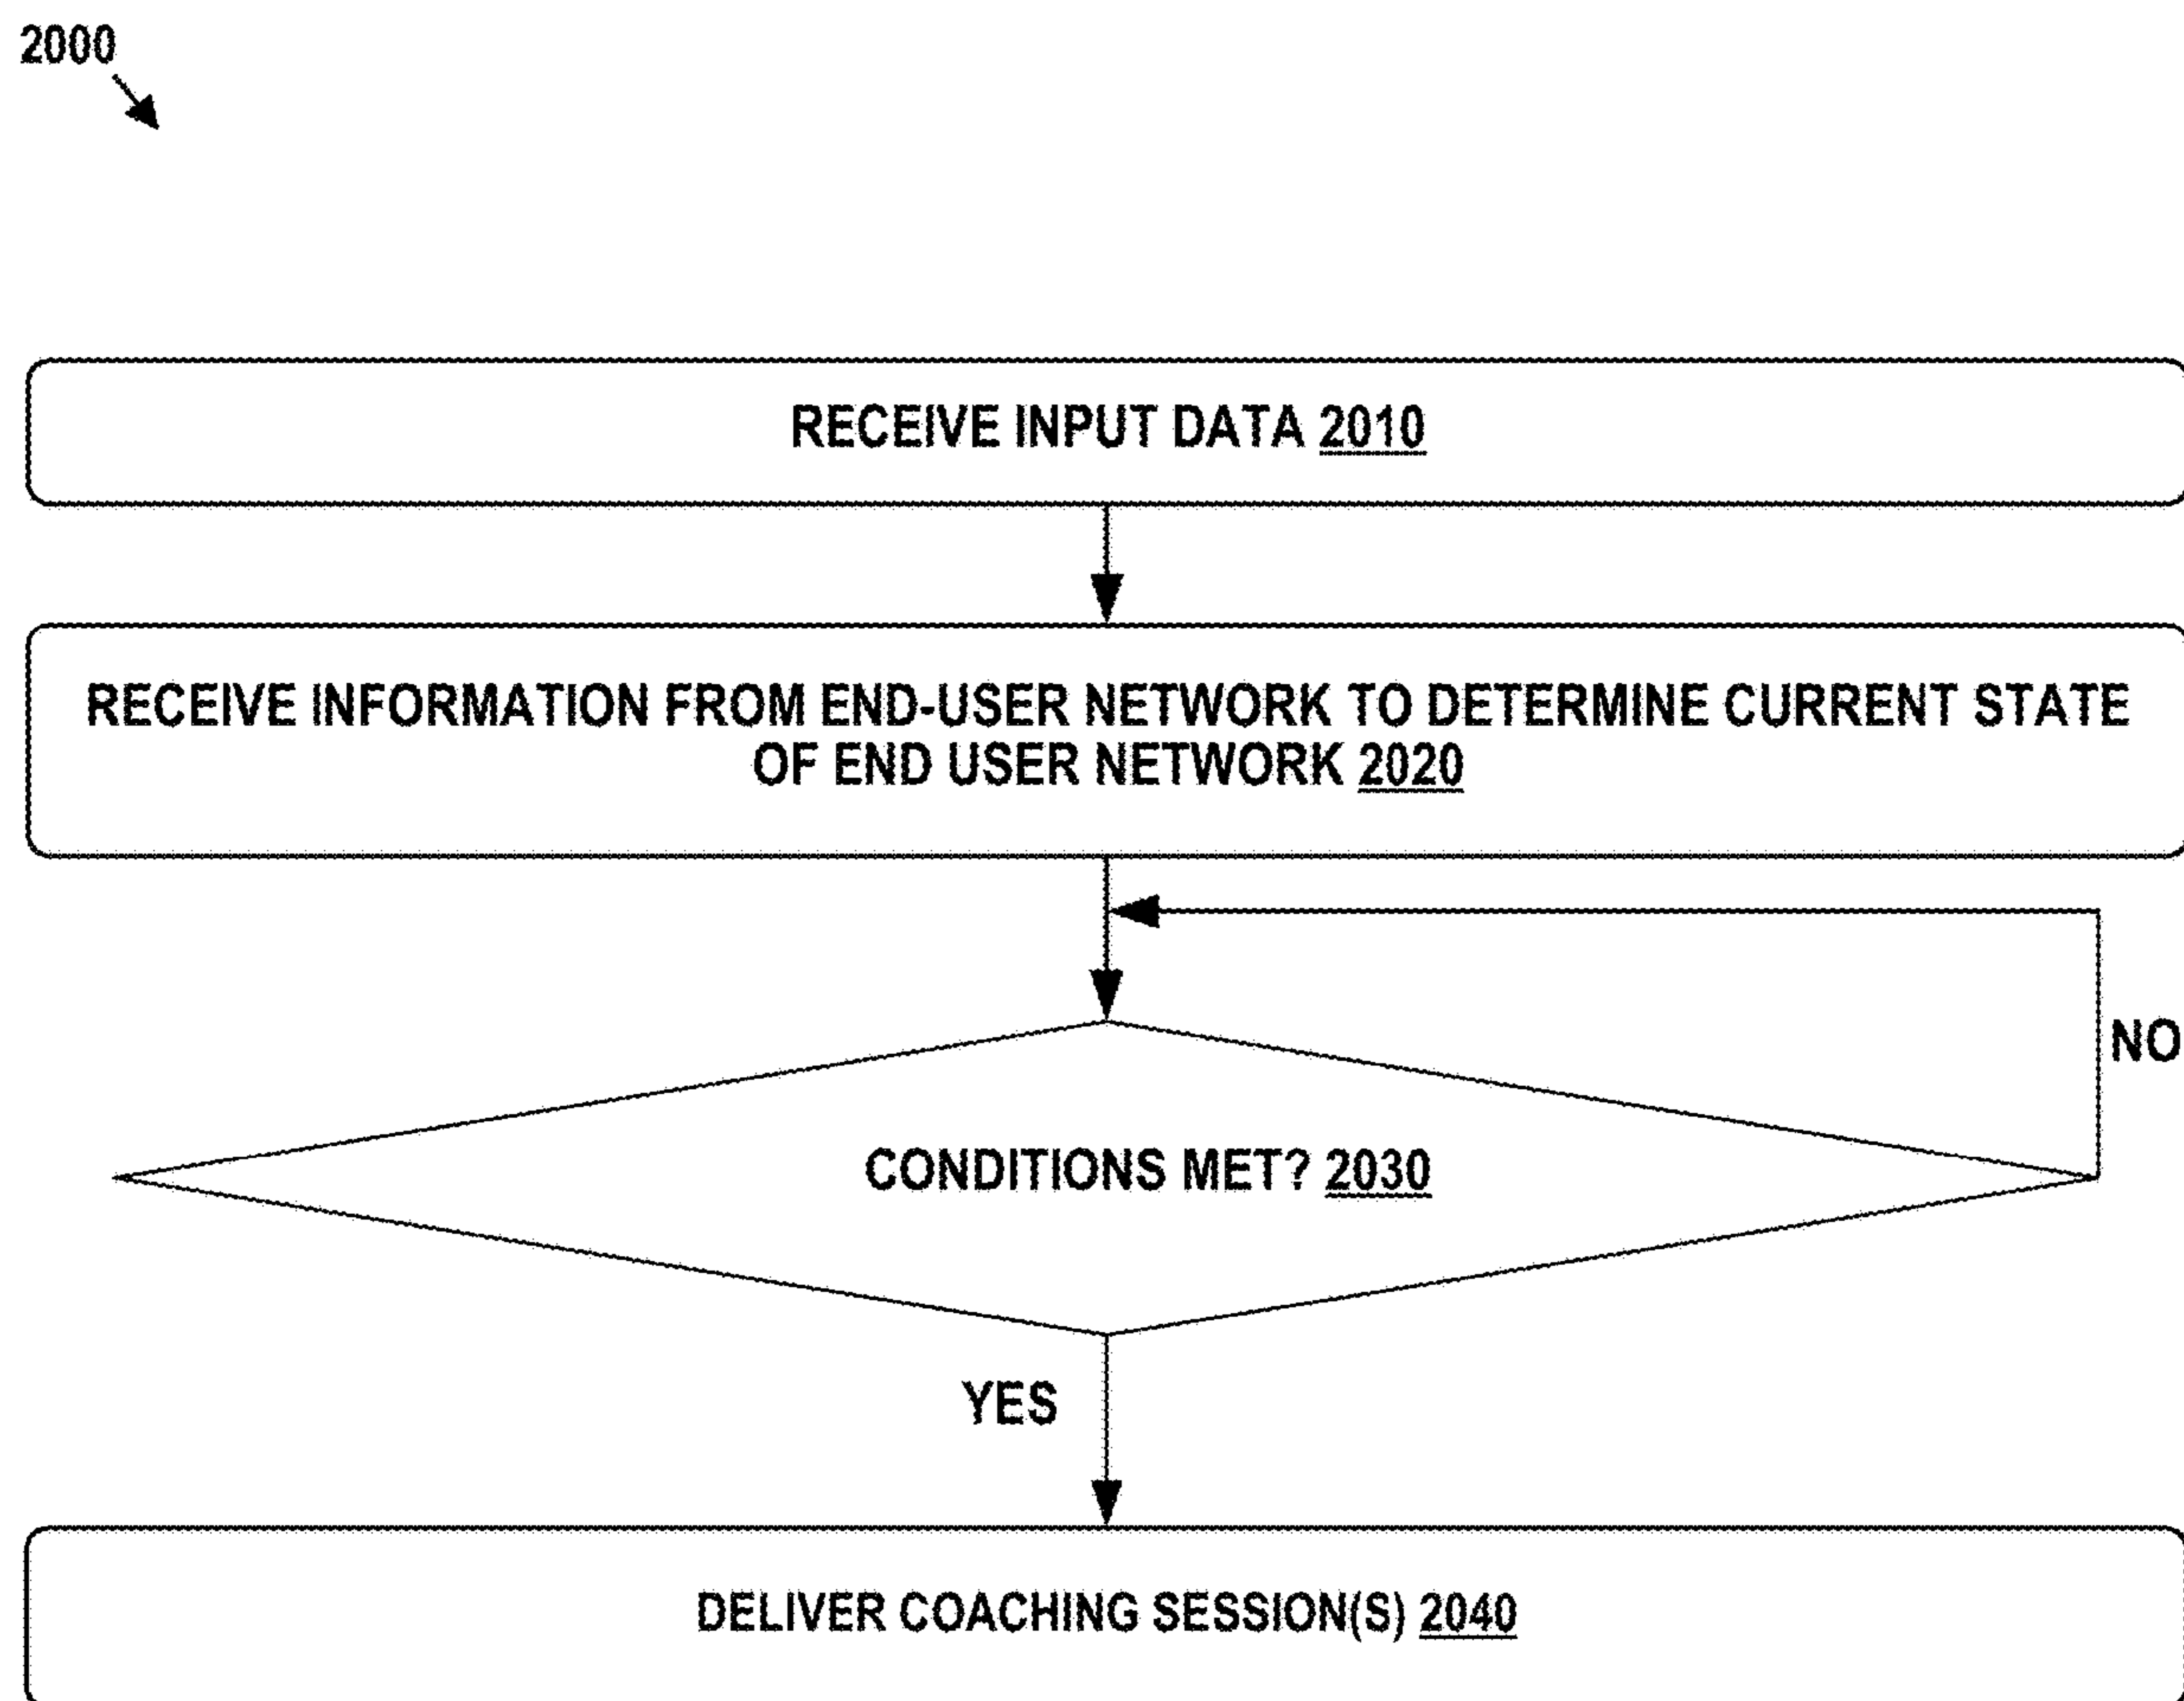 2000
RECEIVE INPUT DATA 2010
RECEIVE INFORMATION FROM END-USER NETWORK TO DETERMINE CURRENT STATE
OF END USER NETWORK 2020
NO
CONDITIONS MET? 2030
YES
DELIVER COACHING SESSION(S) 2040